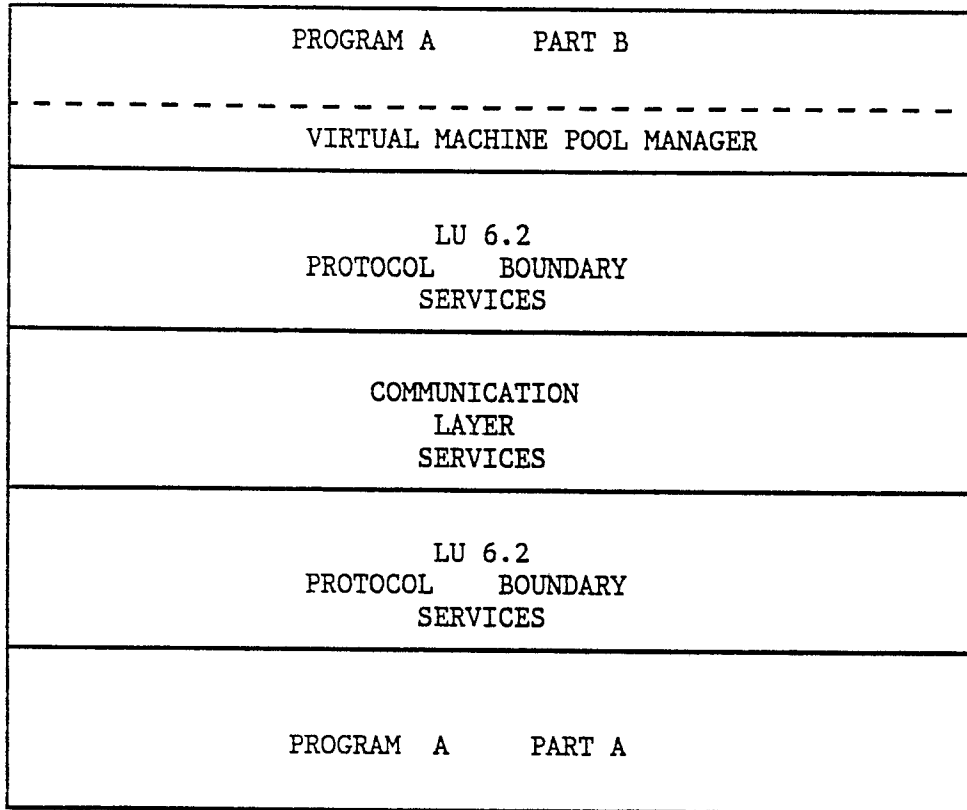 PROGRAM A PART B
VIRTUAL MACHINE POOL MANAGER
LU 6.2
PROTOCOL BOUNDARY
SERVICES
COMMUNICATION
LAYER
SERVICES
LU 6.2
PROTOCOL BOUNDARY
SERVICES
PROGRAM A PART A